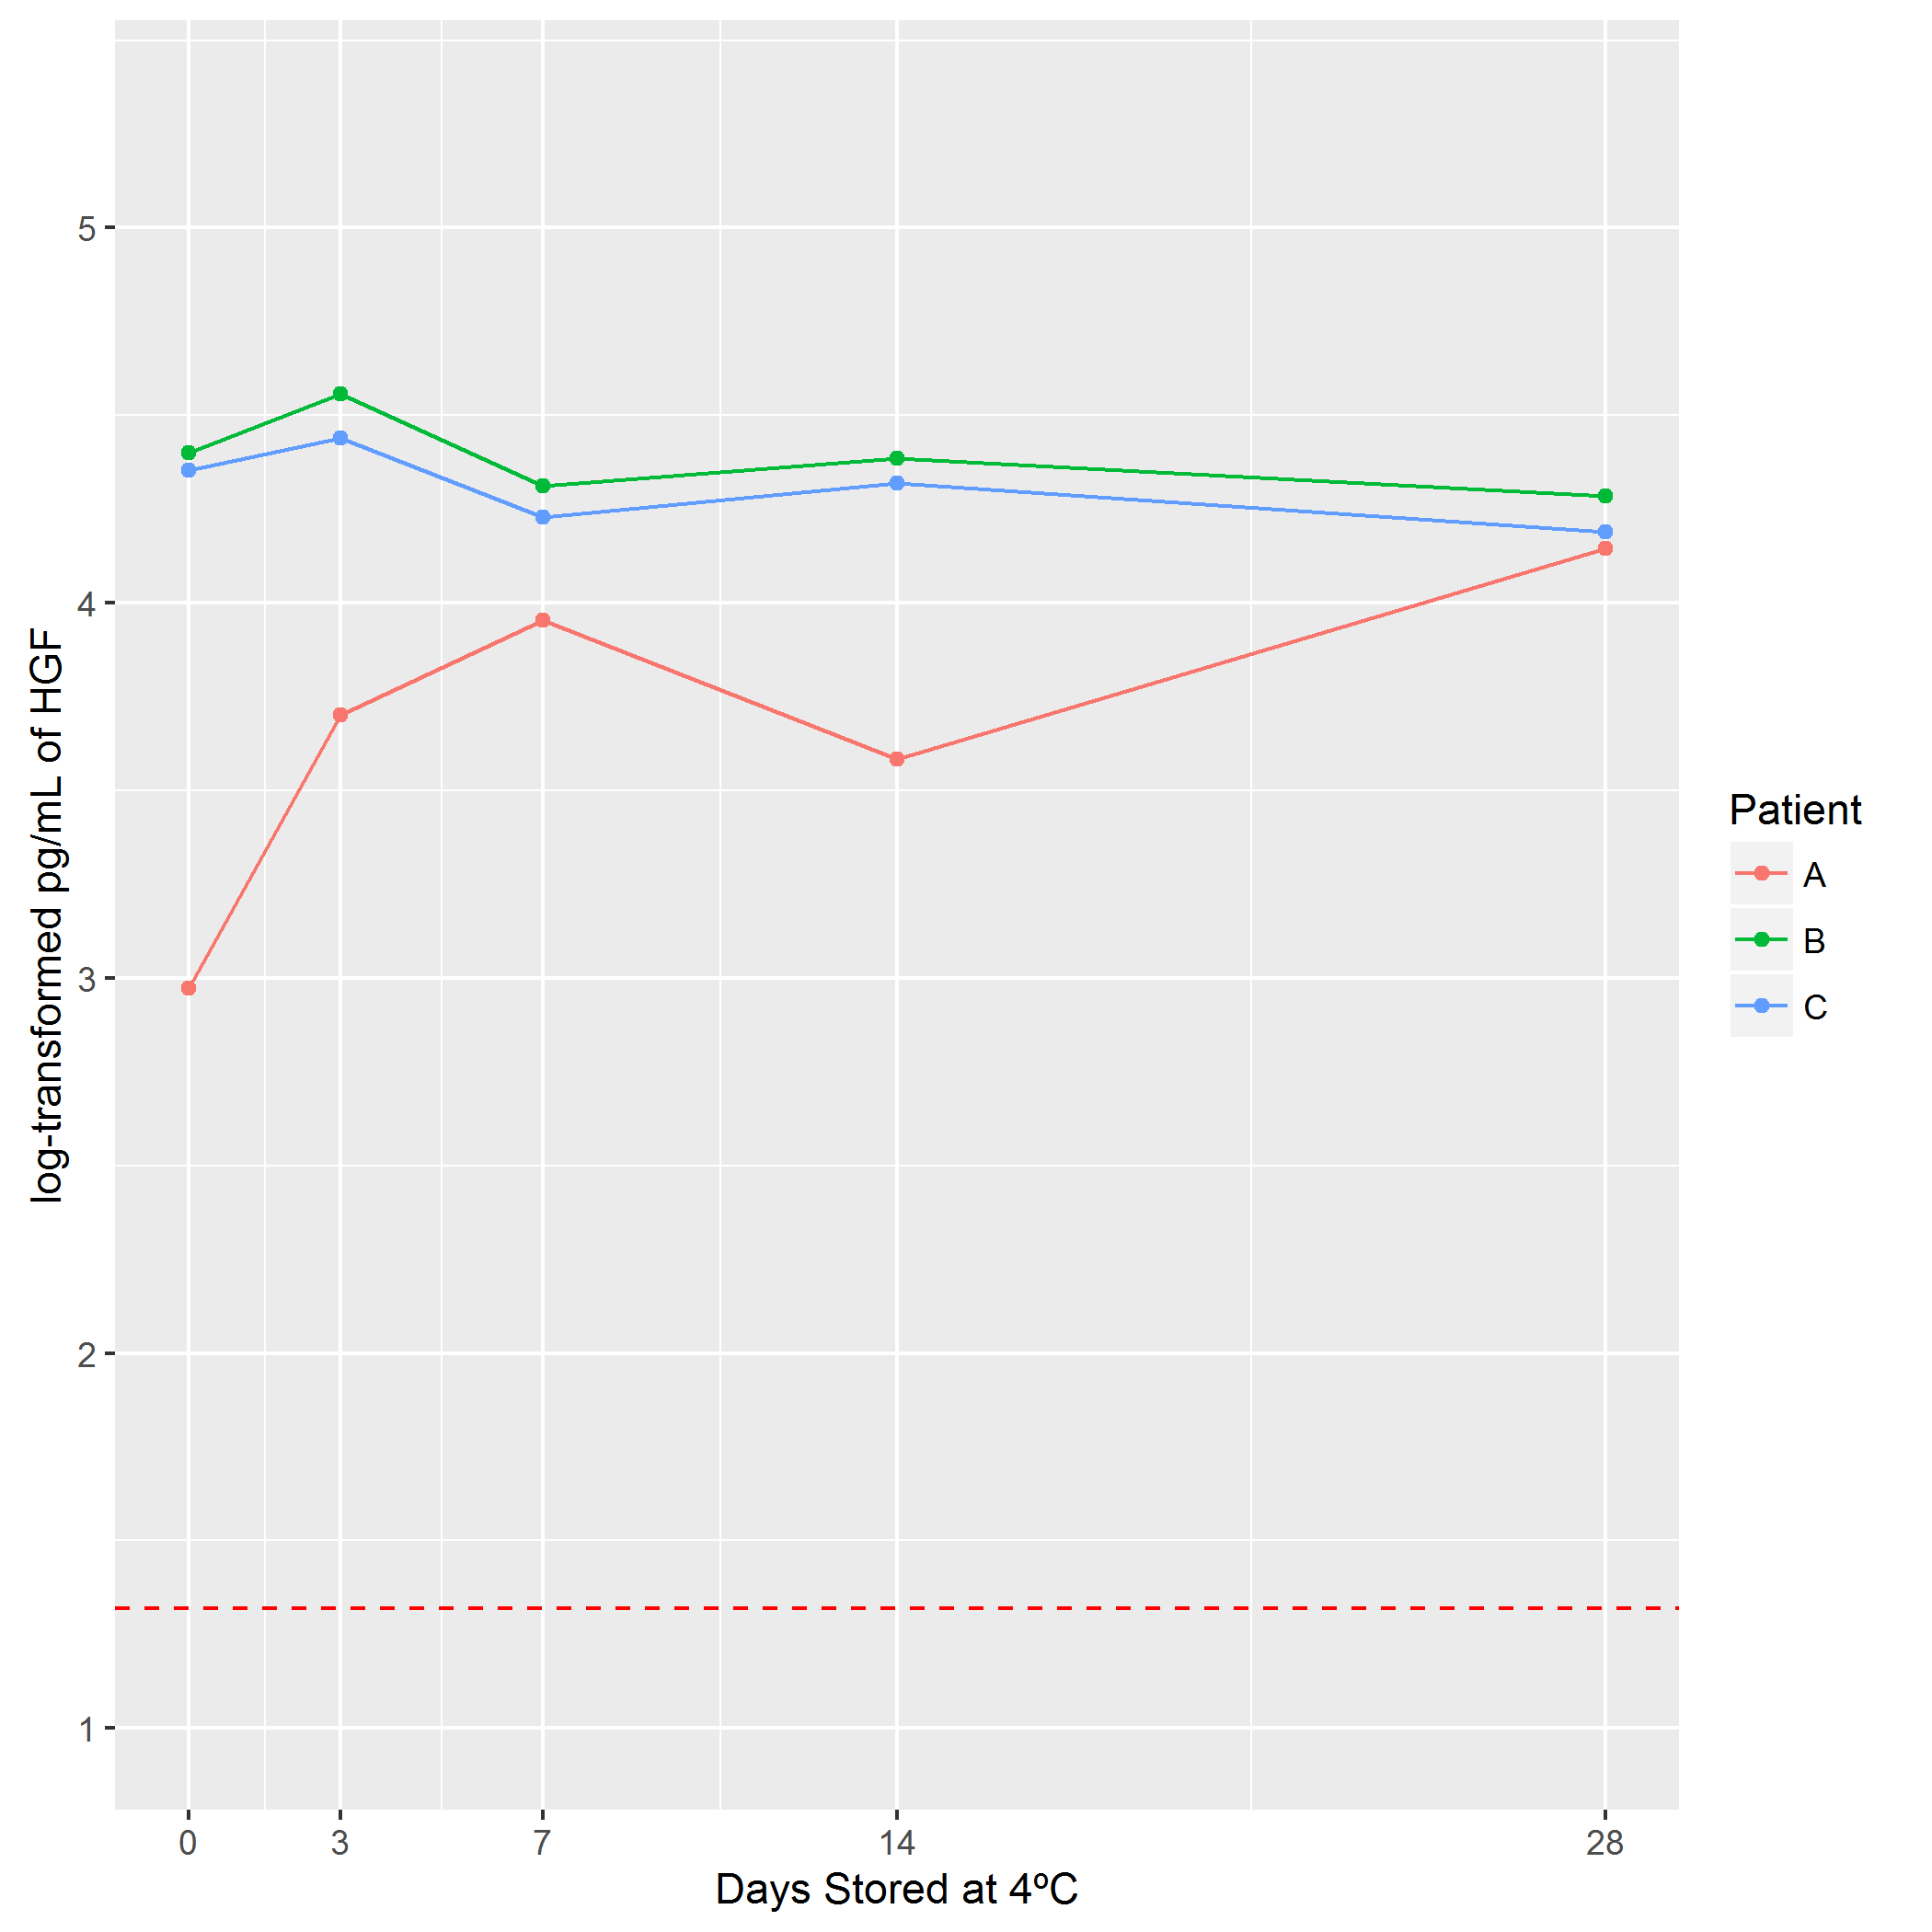 log-transformed pg/mL of HGF
5
4
3
2
1
0 3 7 14 28
Days Stored at 4ºC
Patient
A
B
C